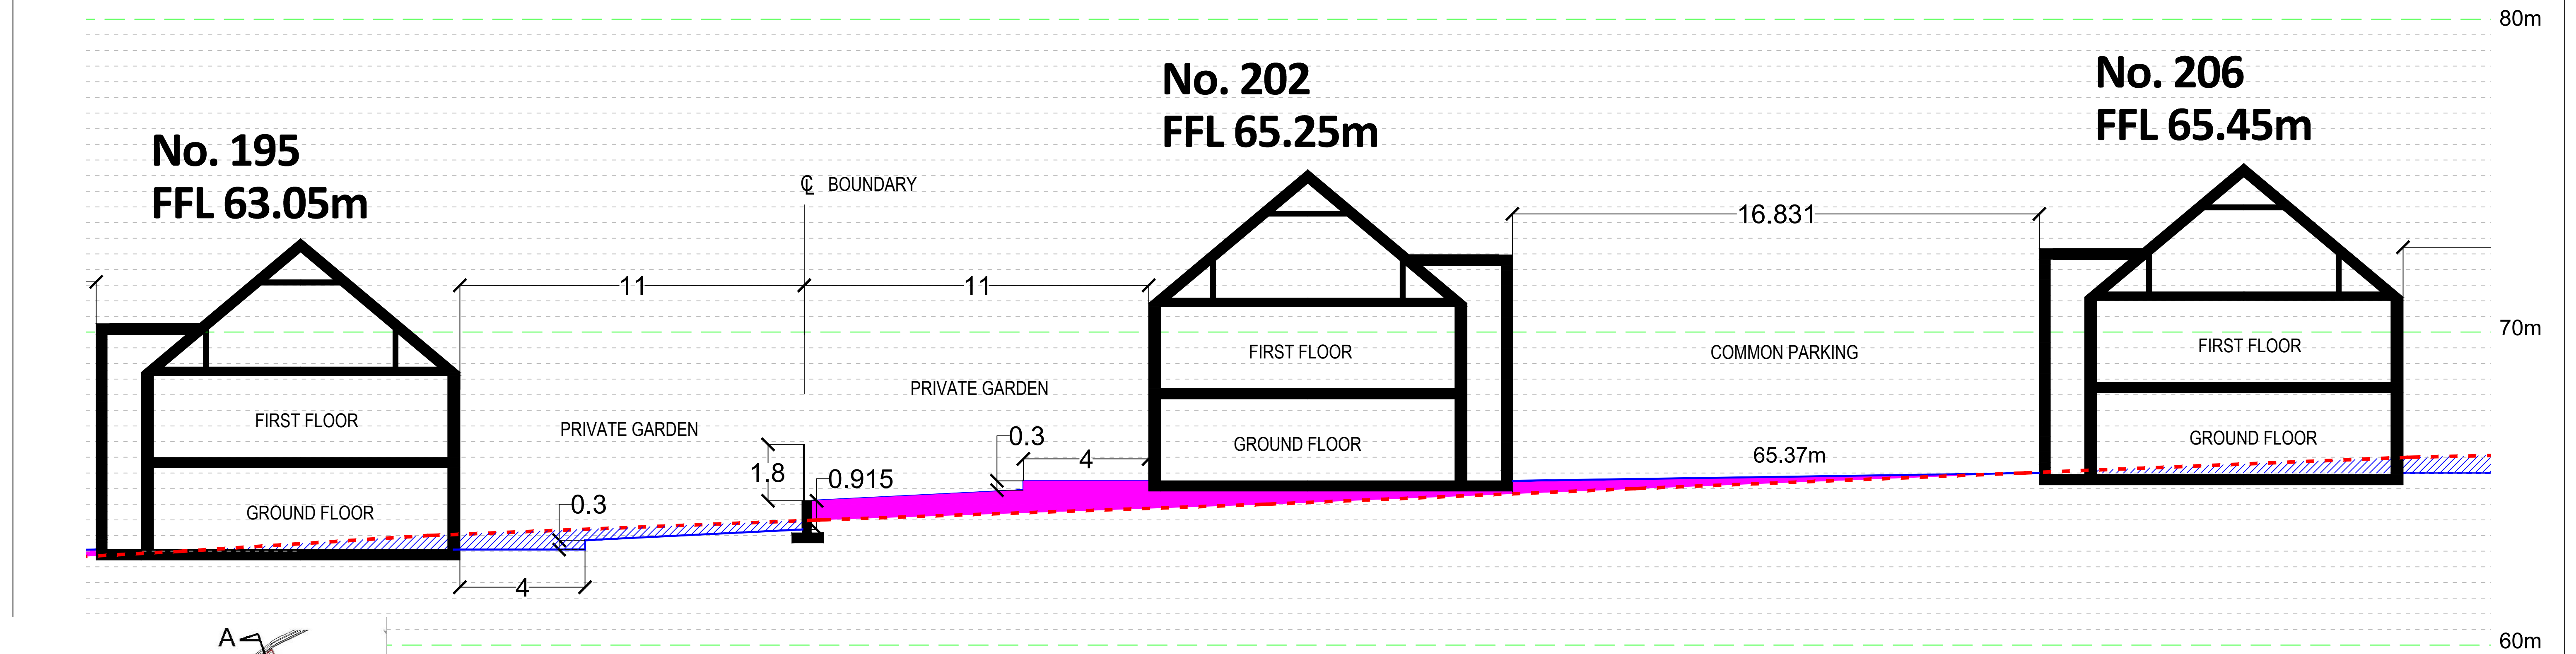 80m
No. 206
FFL 65.45m
No. 202
FFL 65.25m
No. 195
FFL 63.05m
℄ BOUNDARY
16.831
11
11
70m
FIRST FLOOR
FIRST FLOOR
COMMON PARKING
PRIVATE GARDEN
FIRST FLOOR
PRIVATE GARDEN
0.3
GROUND FLOOR
GROUND FLOOR
4
65.37m
1.8
0.915
0.3
GROUND FLOOR
4
A
60m